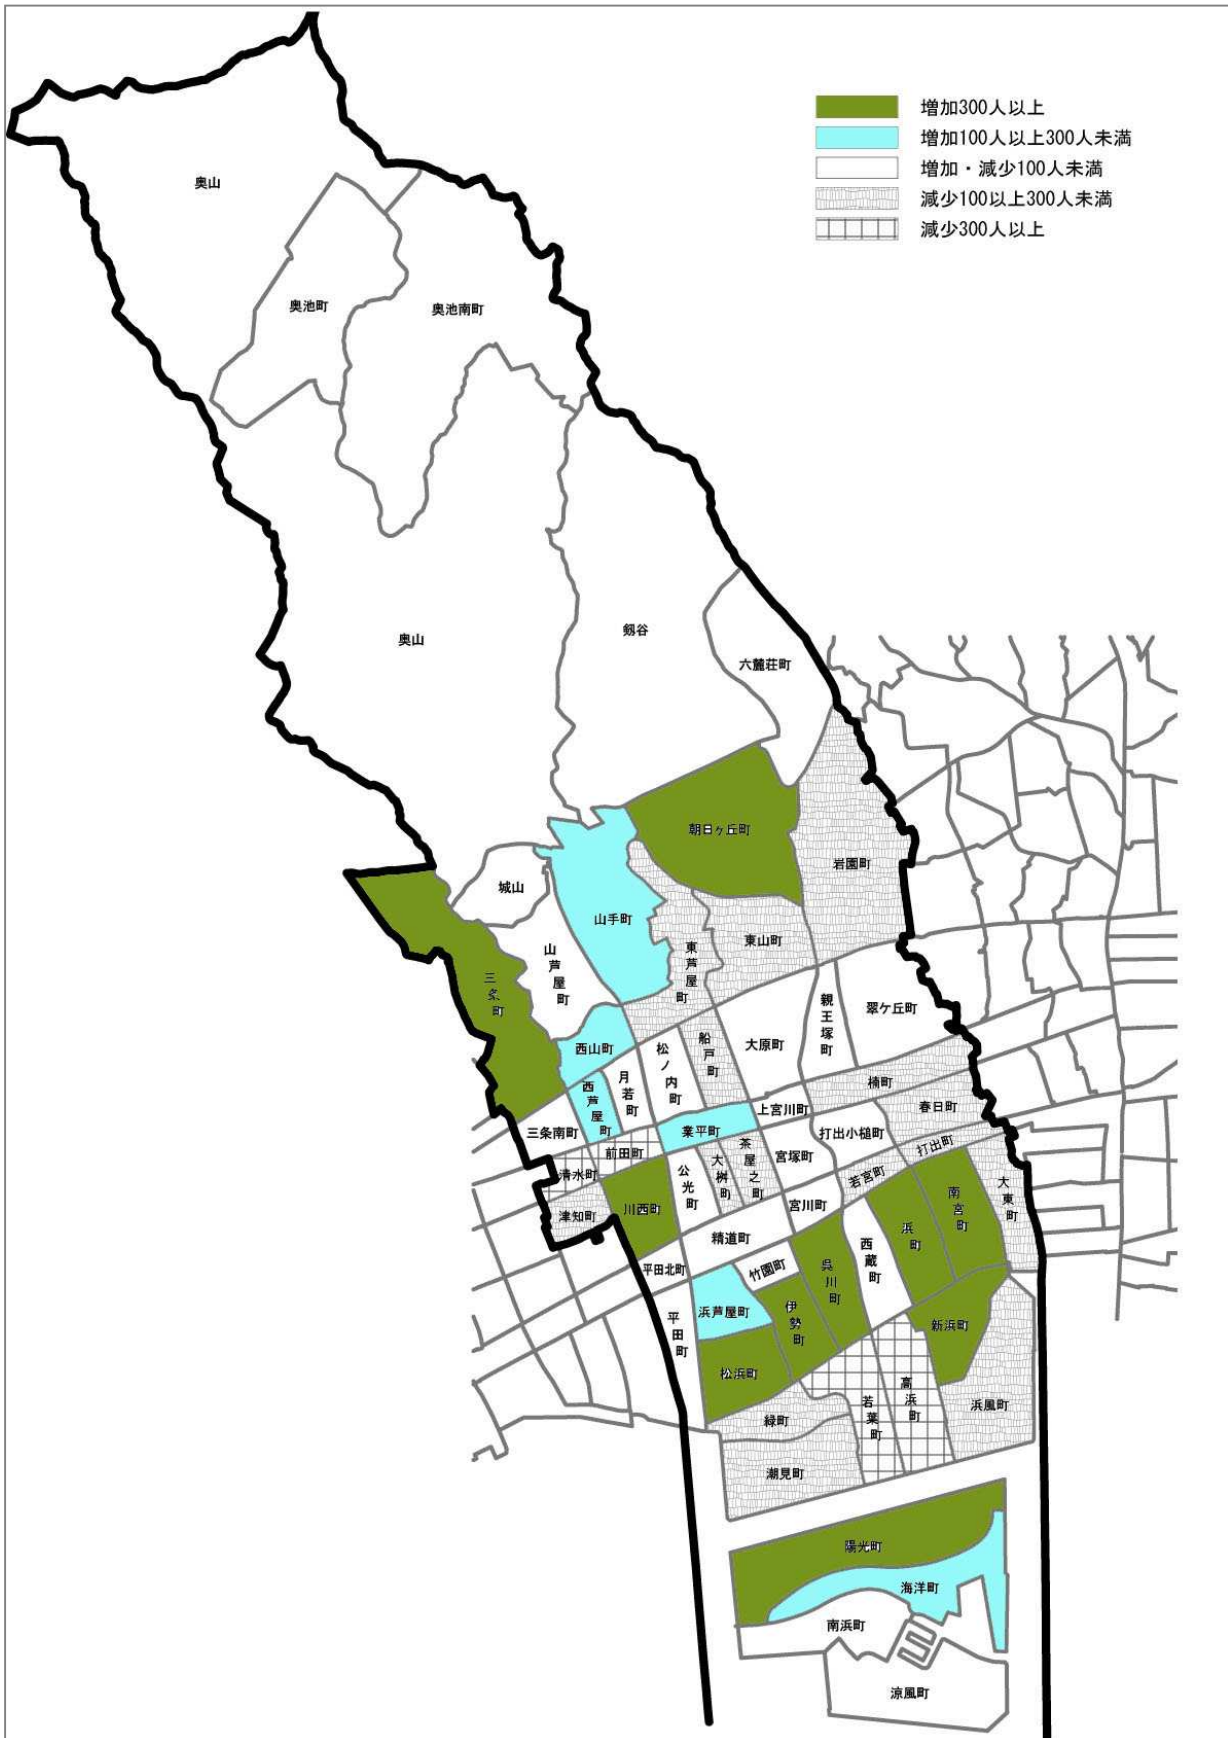 増加300人以上
増加100人以上300人未満
増加・減少100人未満
減少100以上300人未満
減少300人以上
奥山
奥池町
奥池南町
奥山
剱谷
六麓荘町
朝日ヶ丘町
岩園町
城山
山手町
東山町
山芦屋町
東芦屋町
三条町
親王塚町
翠ケ丘町
西山町
松ノ内町
船戸町
大原町
月若町
西芦屋町
楠町
上宮川町
春日町
三条南町
業平町
打出小槌町
前田町
茶屋之町
宮塚町
打出町
清水町
公光町
大桝町
若宮町
大東町
津知町
川西町
宮川町
南宮町
浜町
精道町
西蔵町
平田北町
竹園町
呉川町
浜芦屋町
伊勢町
平田町
新浜町
松浜町
高浜町
若葉町
浜風町
緑町
潮見町
陽光町
海洋町
南浜町
涼風町